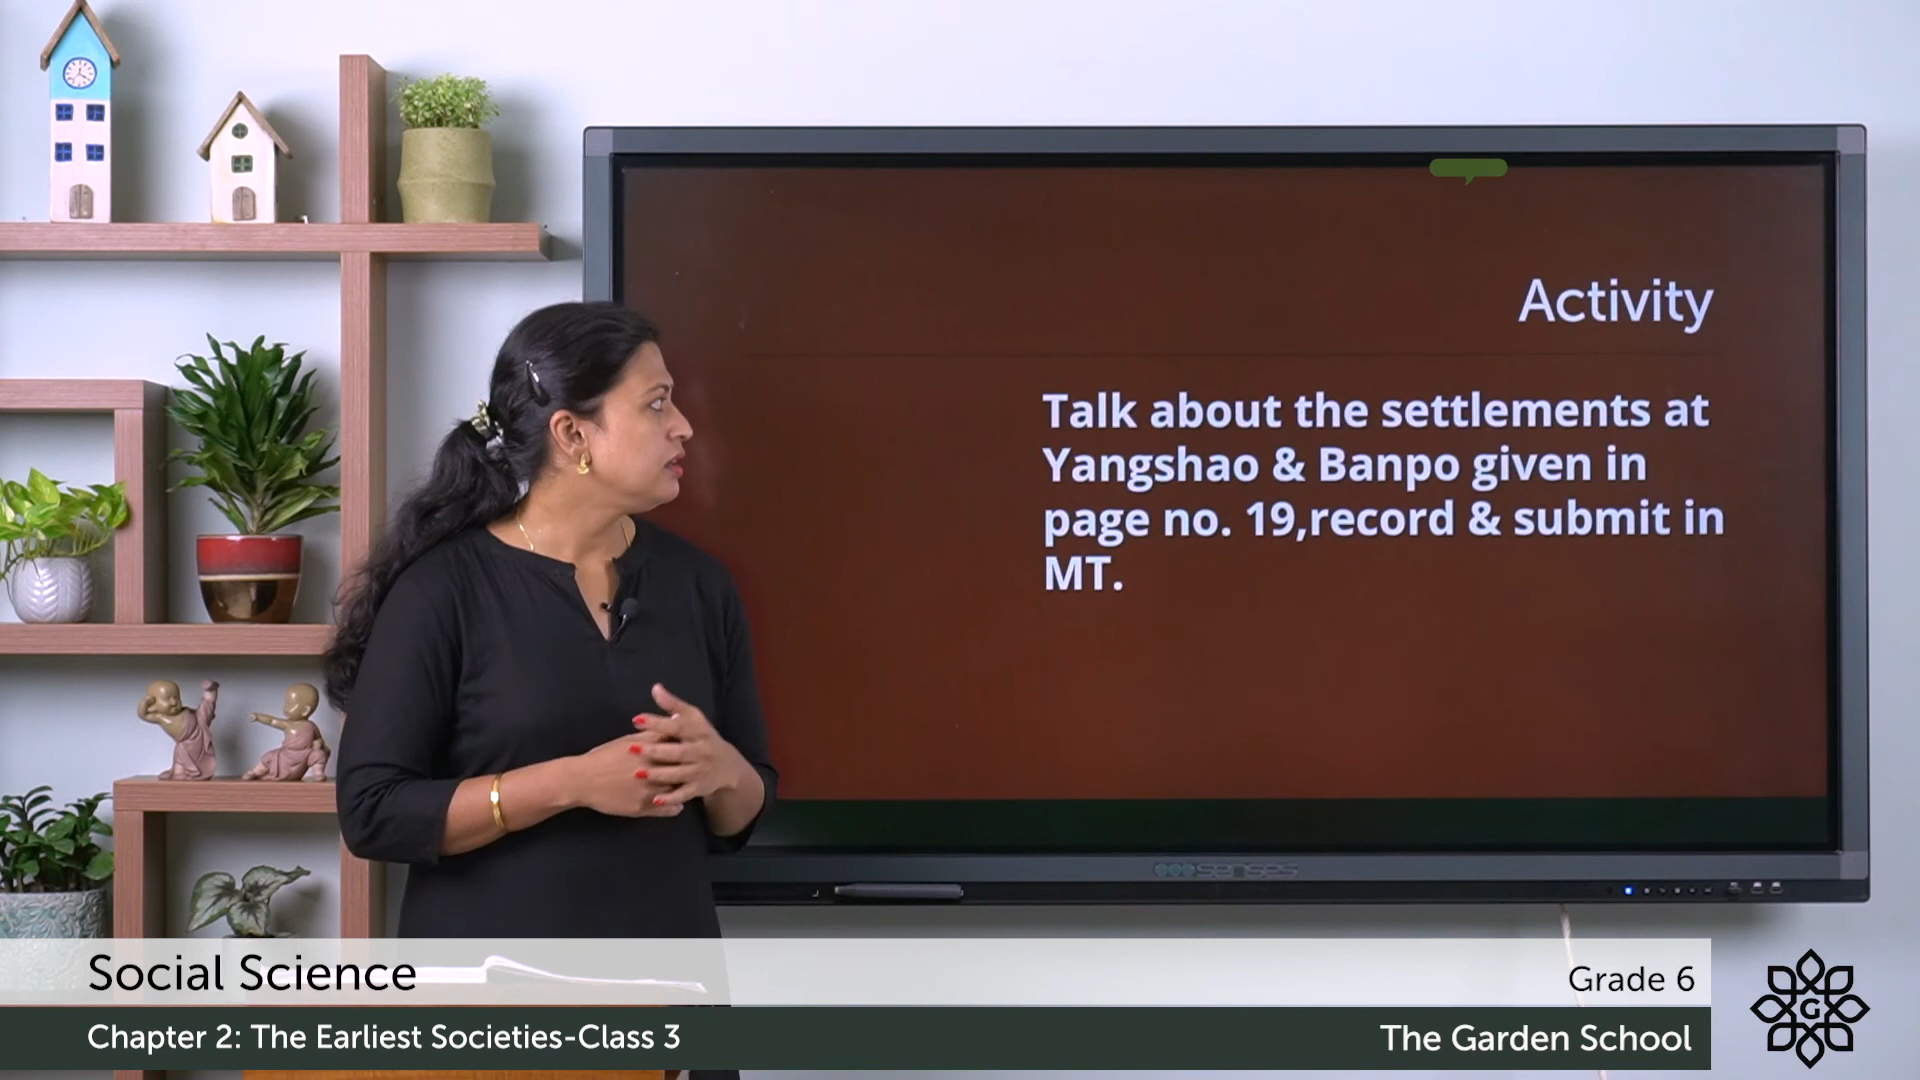 Activity
Talk about the settlements at
Yangshao & Banpo given in
page no. 19,record & submit in
MT.
senses
Social Science
Grade 6
Chapter 2: The Earliest Societies-Class 3
The Garden School
G